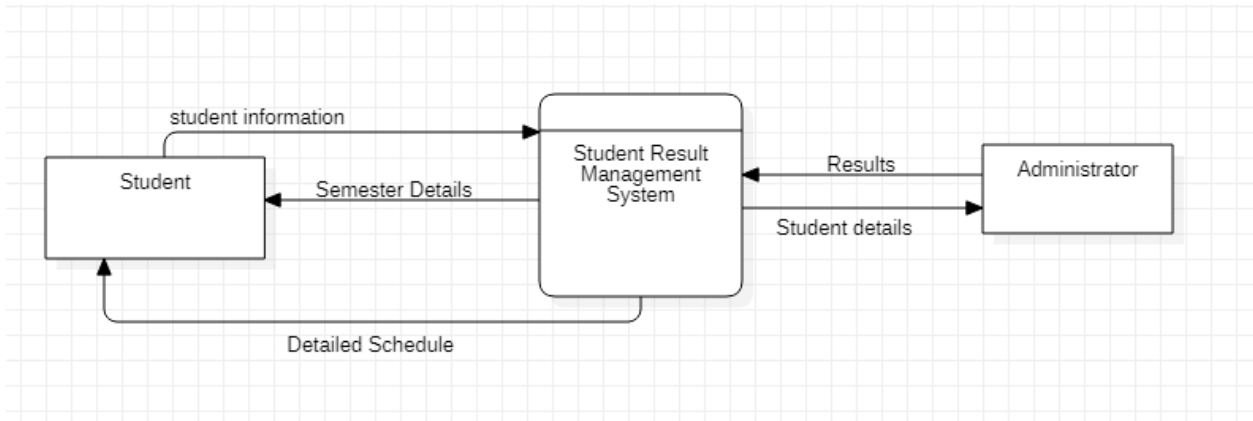 student information
Student
Semester Details
Student Result
Management
System
Results
Administrator
Student details
Detailed Schedule